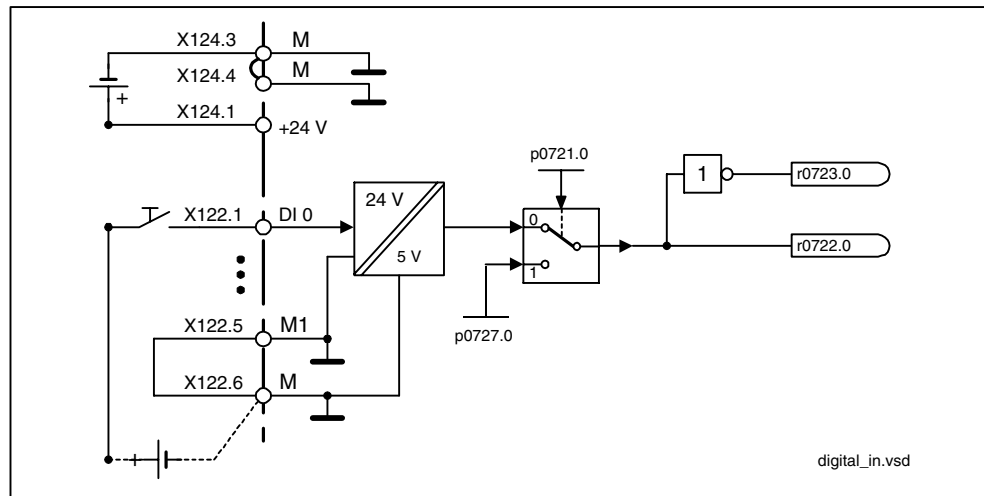 X124.3 M
X124.4 M
+
X124.1 +24 V
p0721.0
1 r0723.0
X122.1 DI 0 24 V 0
r0722.0
5 V
1
X122.5 M1 p0727.0
X122.6 M
+
digital_in.vsd